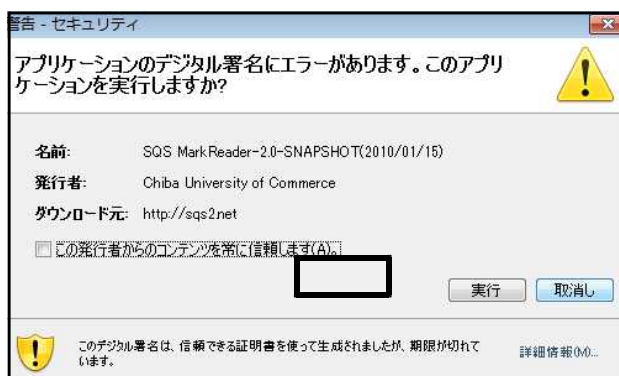 警告 - セキュリティ
アプリケーションのデジタル署名にエラーがあります。このアプリ
ケーションを実行しますか?
名前: SQS MarkReader-2.0-SNAPSHOT(2010/01/15)
発行者: Chiba University of Commerce
ダウンロード元: http://sqs2.net
この発行者からのコンテンツを常に信頼します(A)。
実行 取消し
このデジタル署名は、信頼できる証明書を使って生成されましたが、期限が切れて
います。
詳細情報(M)...